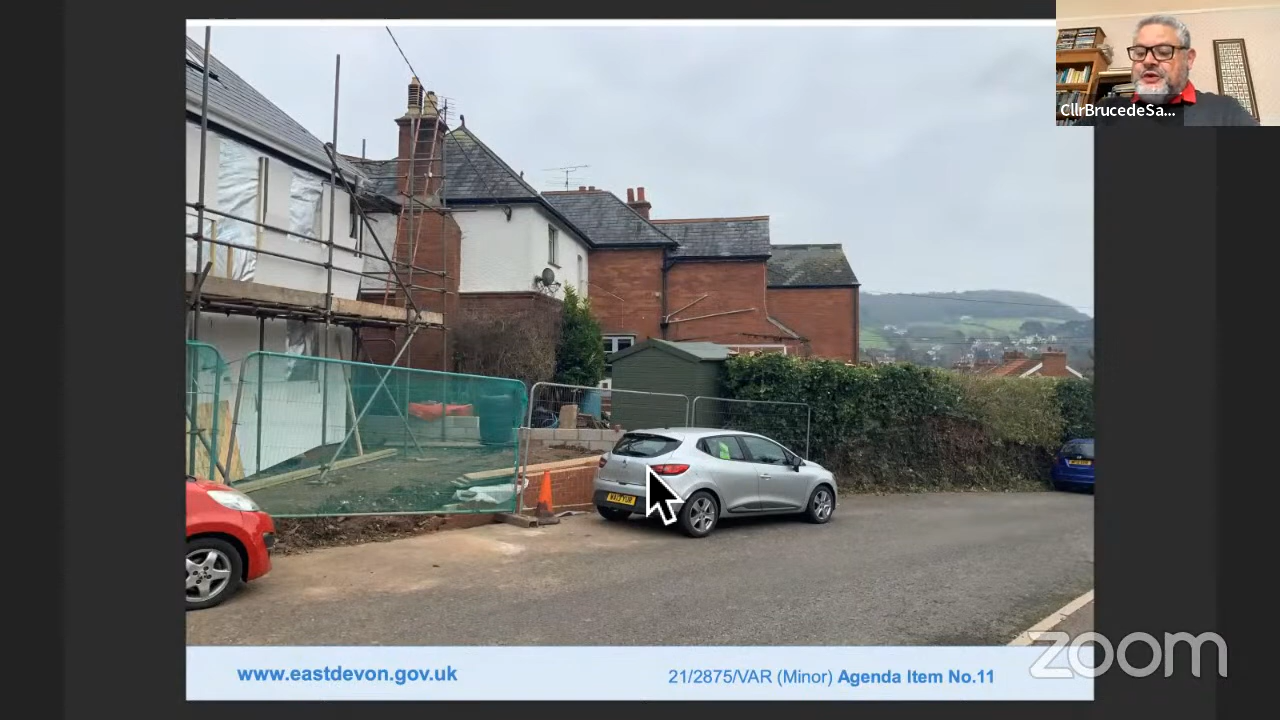 CllrBrucedeSa...
www.eastdevon.gov.uk
21/2875/VAR (Minor) Agenda Item No.11
zoom